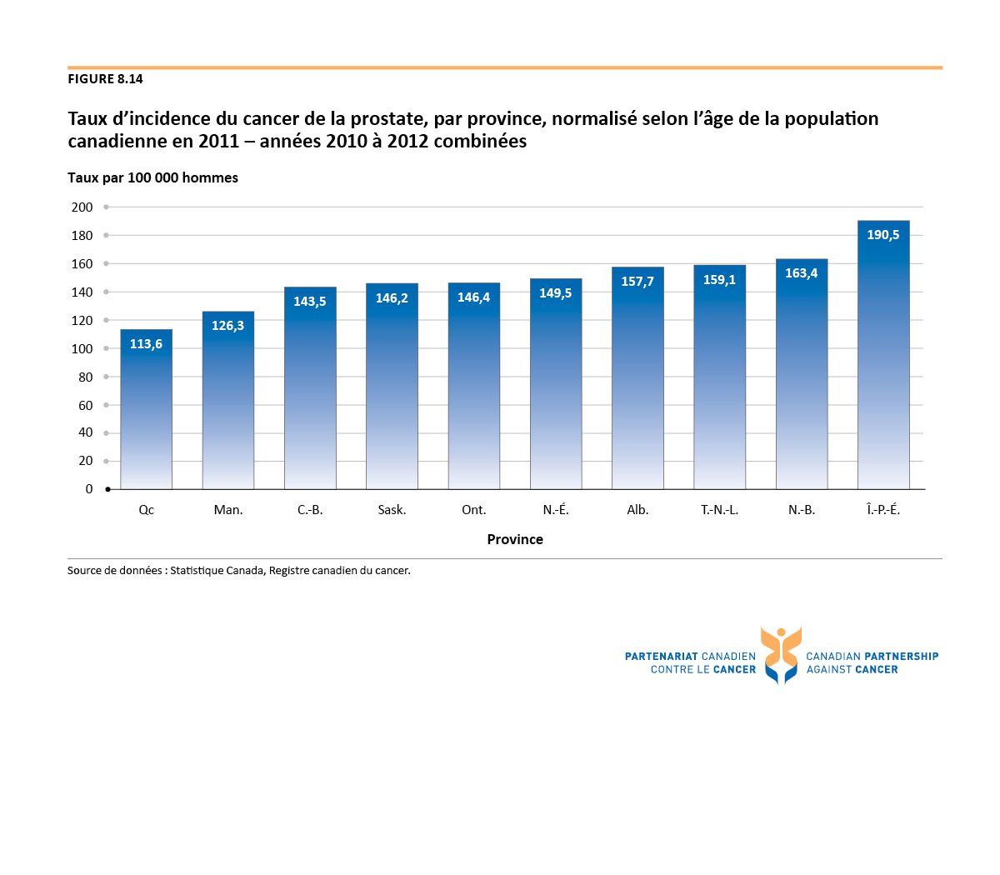 FIGURE 8.14
Taux d’incidence du cancer de la prostate, par province, normalisé selon l’âge de la population
canadienne en 2011 – années 2010 à 2012 combinées
Taux par 100 000 hommes
200
180
160
140
120
100
80
60
40
20
0
113,6
126,3
143,5
146,2
146,4
149,5
157,7
159,1
163,4
190,5
Qc
Man.
C.-B.
Sask.
Ont.
N.-É.
Alb.
T.-N.-L.
N.-B.
Î.-P.-É.
Province
Source de données : Statistique Canada, Registre canadien du cancer.
PARTENARIAT CANADIEN
CONTRE LE CANCER
CANADIAN PARTNERSHIP
AGAINST CANCER